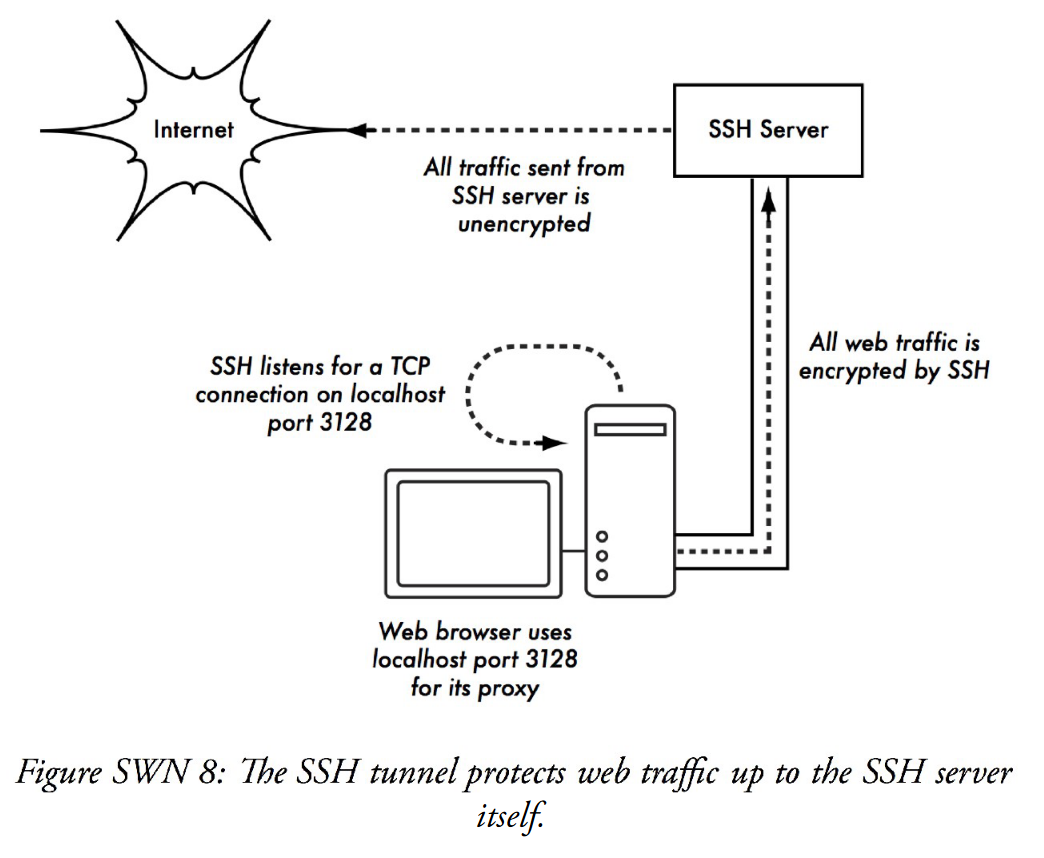 Internet
SSH Server
All traffic sent from
SSH server is
unencrypted
All web traffic is
encrypted by SSH
SSH listens for a TCP
connection on localhost
port 3128
Web browser uses
localhost port 3128
for its proxy
Figure SWN 8: The SSH tunnel protects web traffic up to the SSH server
itself.